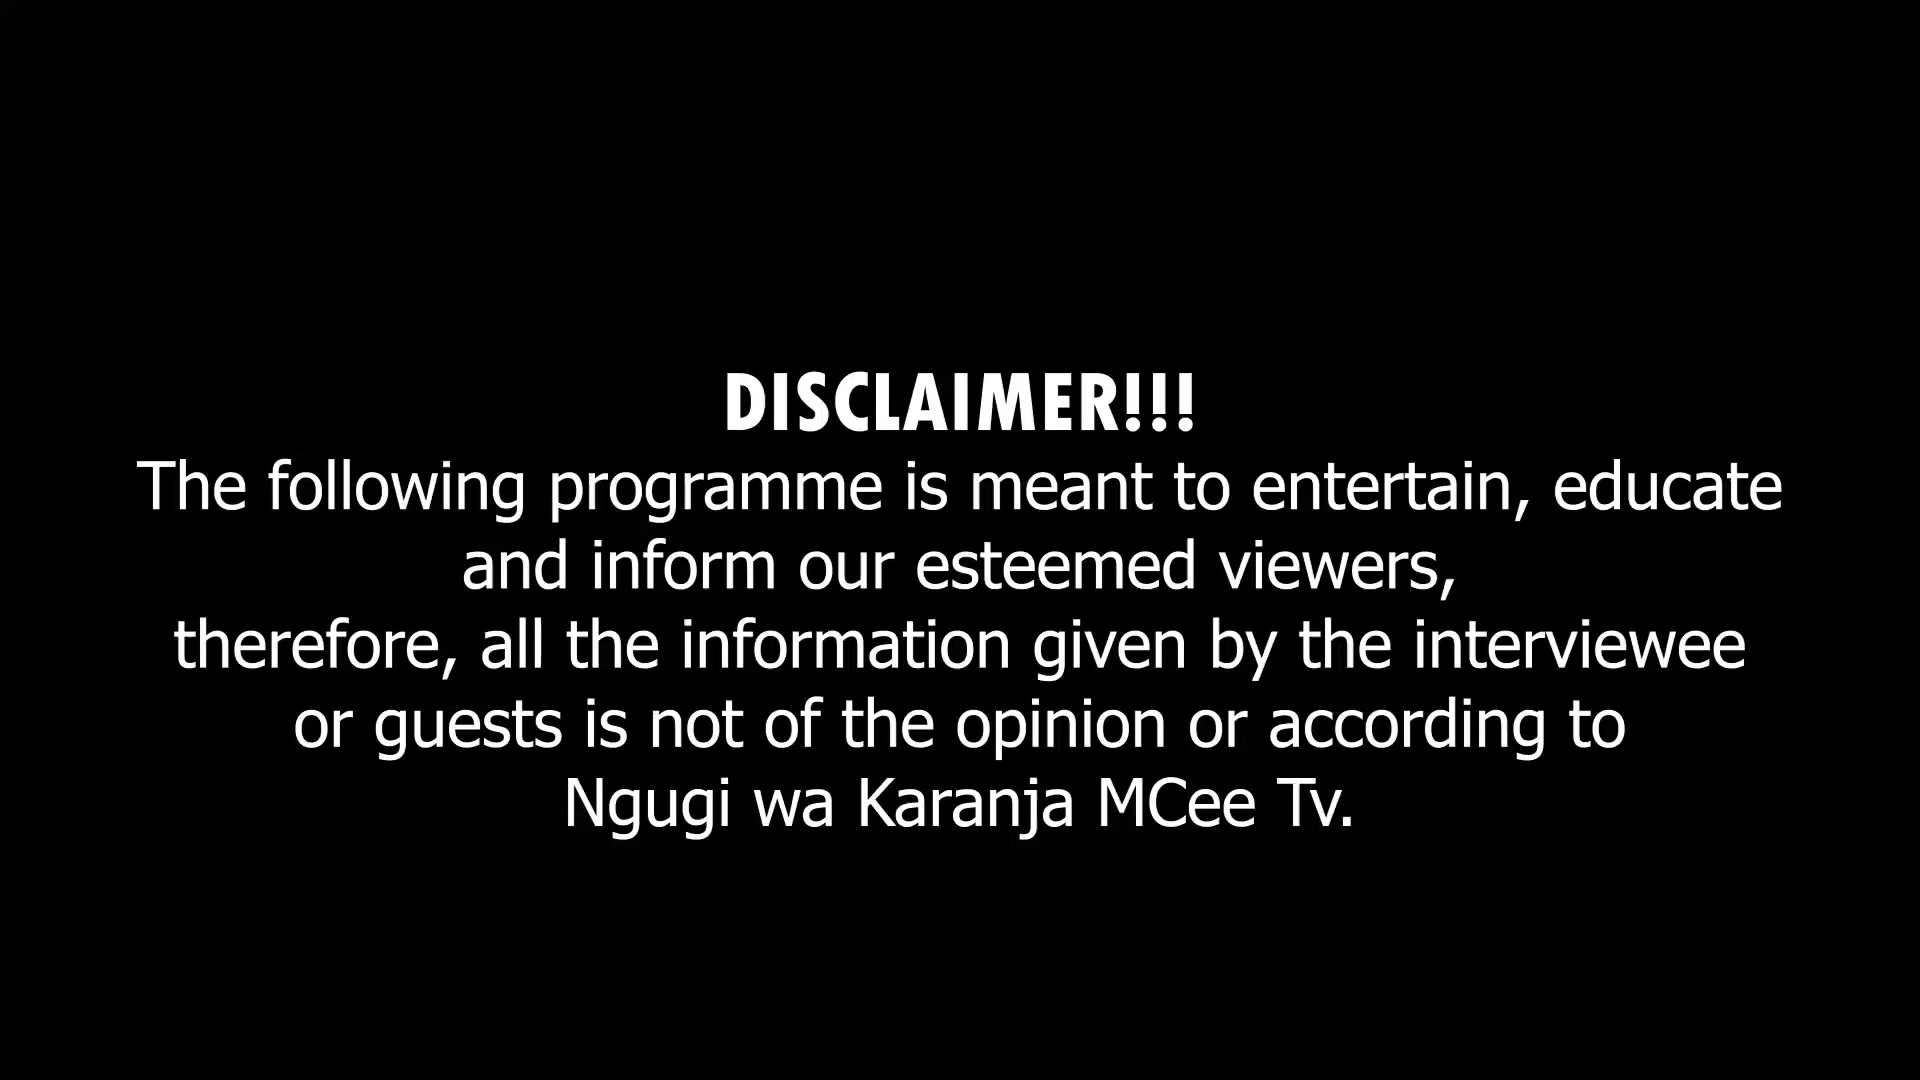 DISCLAIMER!!!
The following programme is meant to entertain, educate
and inform our esteemed viewers,
therefore, all the information given by the interviewee
or guests is not of the opinion or according to
Ngugi wa Karanja MCee Tv.